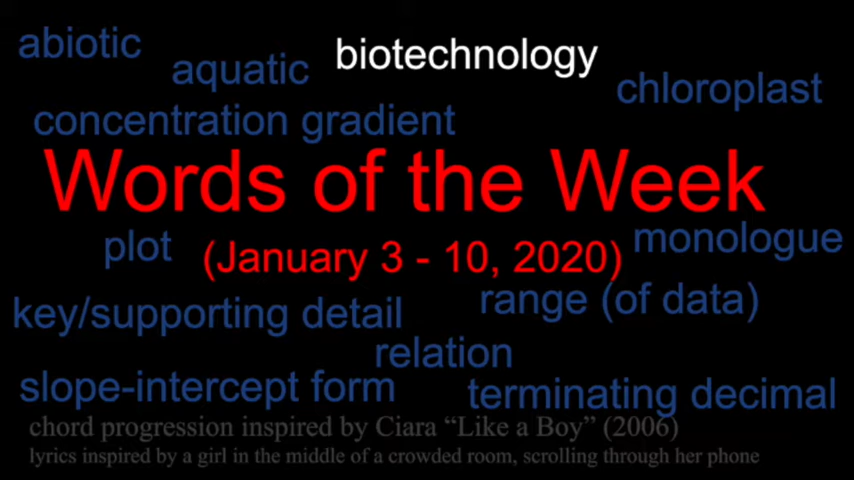 abiotic
aquatic
biotechnology
chloroplast
concentration gradient
Words of the Week
plot
(January 3 - 10, 2020)
monologue
key/supporting detail
range (of data)
relation
slope-intercept form
terminating decimal
chord progression inspired by Ciara “Like a Boy” (2006)
lyrics inspired by a girl in the middle of a crowded room, scrolling through her phone